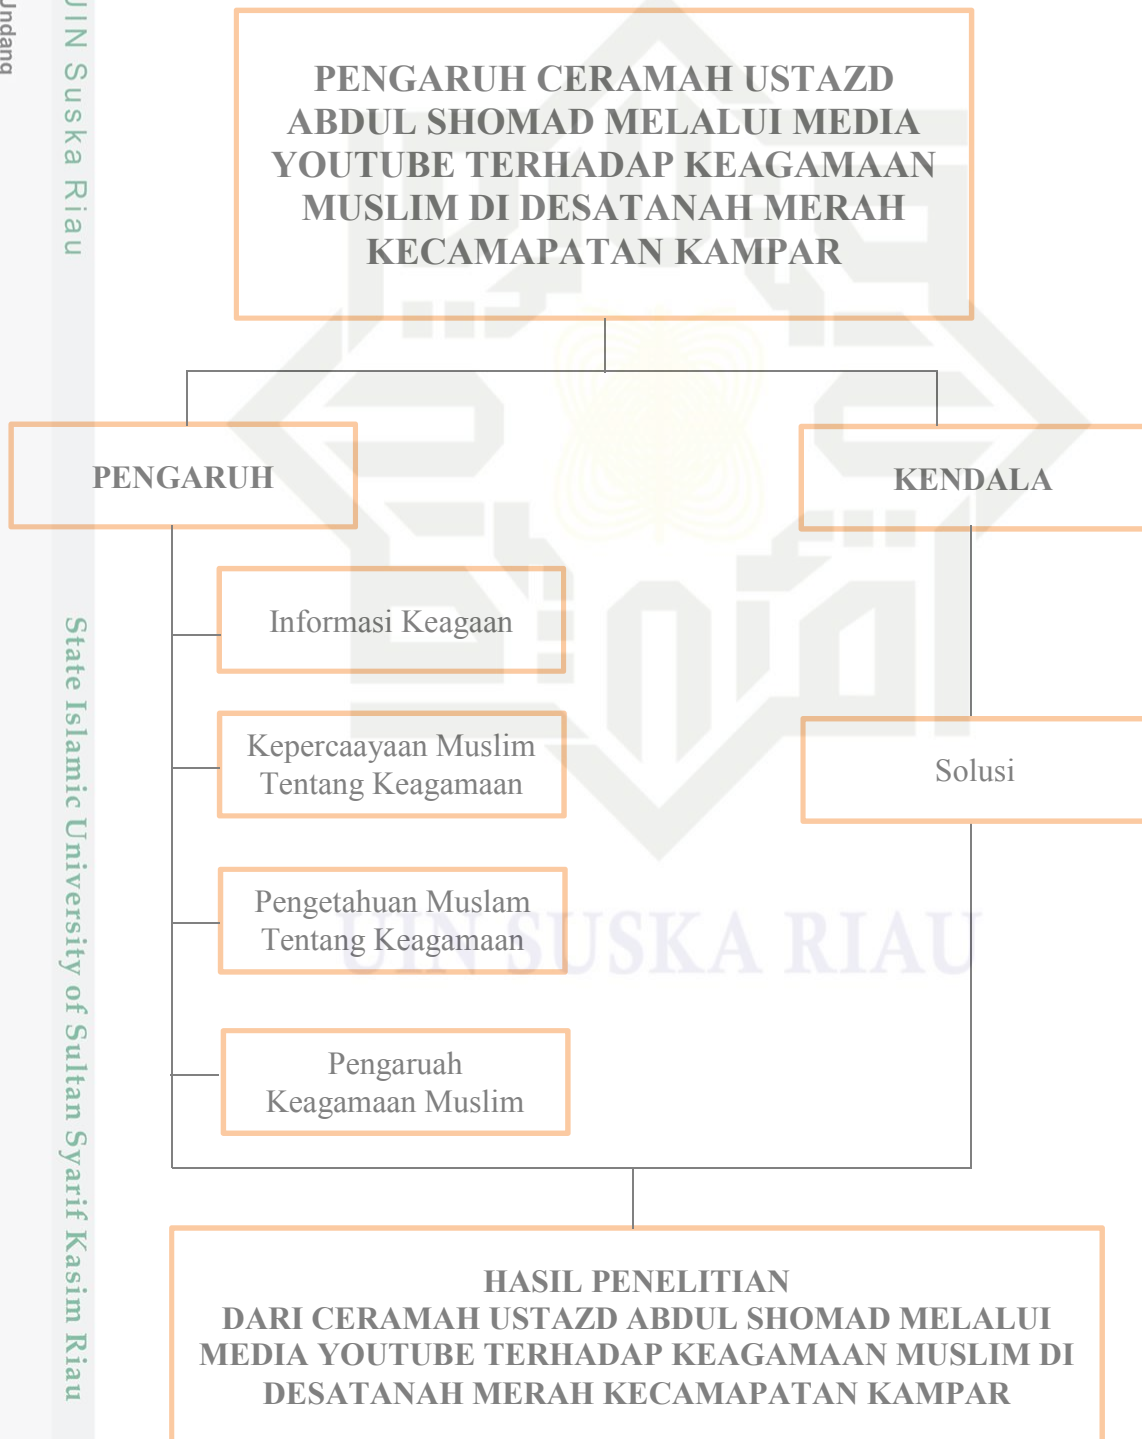 Undang
UIN Suska Riau
State Islamic University of Sultan Syarif Kasim Riau
PENGARUH CERAMAH USTAZD
ABDUL SHOMAD MELALUI MEDIA
YOUTUBE TERHADAP KEAGAMAAN
MUSLIM DI DESATANAH MERAH
KECAMAPATAN KAMPAR
PENGARUH
KENDALA
Informasi Keagaan
Kepercaayaan Muslim
Tentang Keagamaan
Solusi
Pengetahuan Muslam
Tentang Keagamaan
UIN SUSKA RIAU
Pengaruah
Keagamaan Muslim
HASIL PENELITIAN
DARI CERAMAH USTAZD ABDUL SHOMAD MELALUI
MEDIA YOUTUBE TERHADAP KEAGAMAAN MUSLIM DI
DESATANAH MERAH KECAMAPATAN KAMPAR